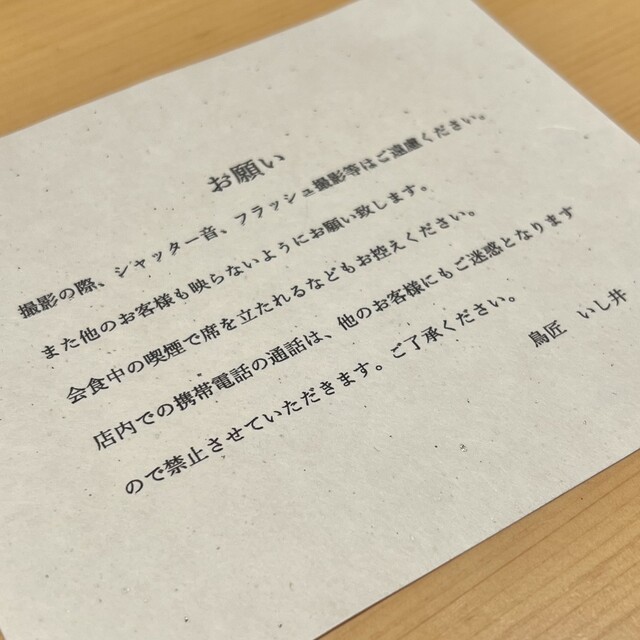 お願い
撮影の際、シャッター音、フラッシュ撮影等はご遠慮ください。
また他のお客様も映らないようにお願い致します。
会食中の喫煙で席を立たれるなどもお控えください。
店内での携帯電話の通話は、他のお客様にもご迷惑となります
ので禁止させていただきます。ご了承ください。
鳥匠 いし井